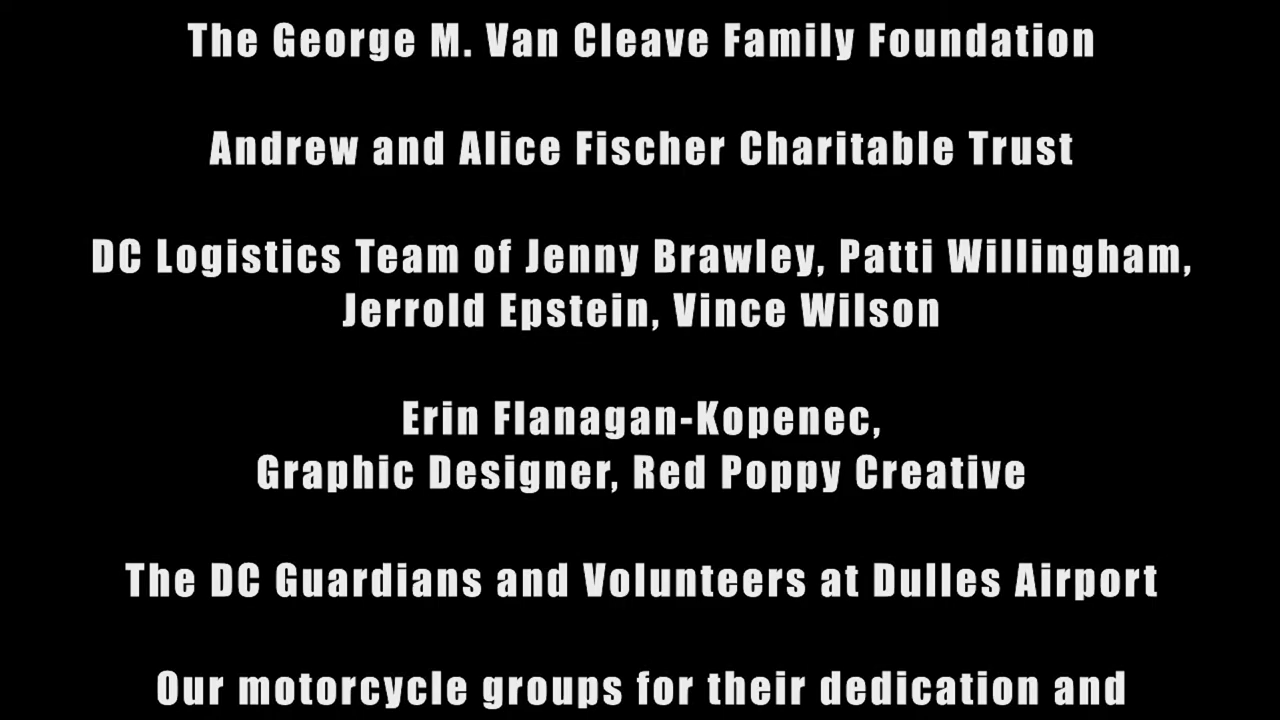 The George M. Van Cleave Family Foundation
Andrew and Alice Fischer Charitable Trust
DC Logistics Team of Jenny Brawley, Patti Willingham,
Jerrold Epstein, Vince Wilson
Erin Flanagan-Kopenec,
Graphic Designer, Red Poppy Creative
The DC Guardians and Volunteers at Dulles Airport
Our motorcycle groups for their dedication and